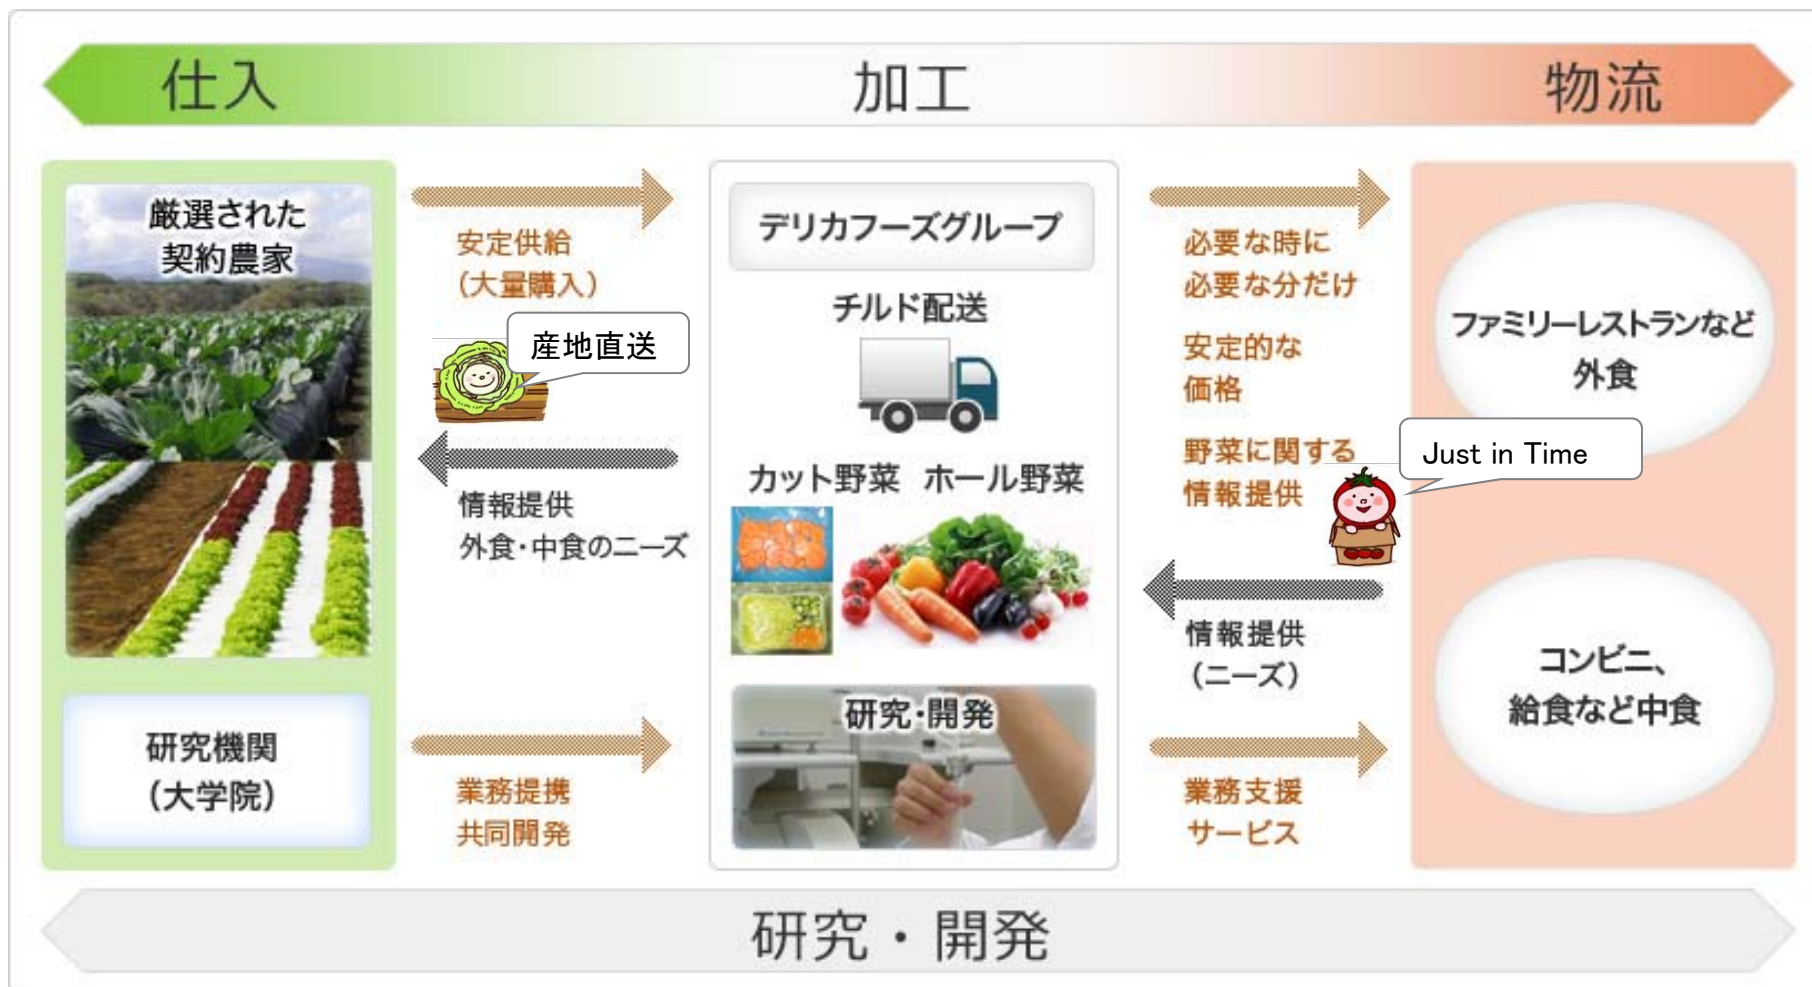 仕入
加工
物流
厳選された
契約農家
研究機関
（大学院）
安定供給
（大量購入）
産地直送
情報提供
外食・中食のニーズ
業務提携
共同開発
デリカフーズグループ
チルド配送
カット野菜 ホール野菜
研究・開発
必要な時に
必要な分だけ
安定的な
価格
野菜に関する
情報提供
Just in Time
情報提供
（ニーズ）
業務支援
サービス
ファミリーレストランなど
外食
コンビニ、
給食など中食
研究・開発